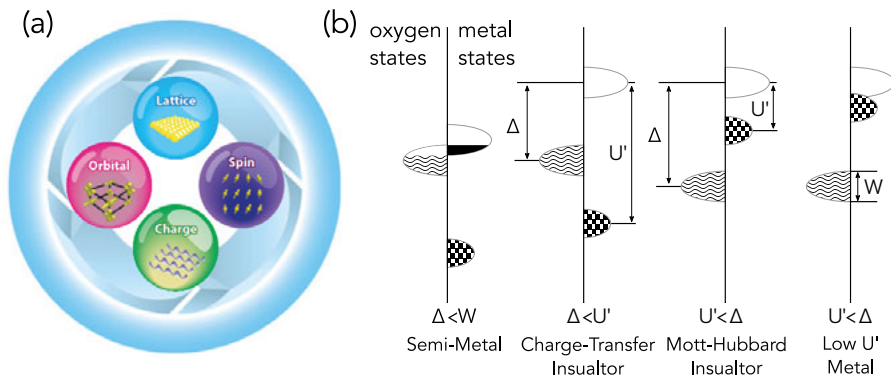 (a)
Lattice
Orbital
Spin
Charge
(b)
oxygen metal
states states
Δ
U'
Δ
U'
W
Δ<W
Semi-Metal
Δ<U'
Charge-Transfer
Insualtor
U'<Δ
Mott-Hubbard
Insualtor
U'<Δ
Low U'
Metal